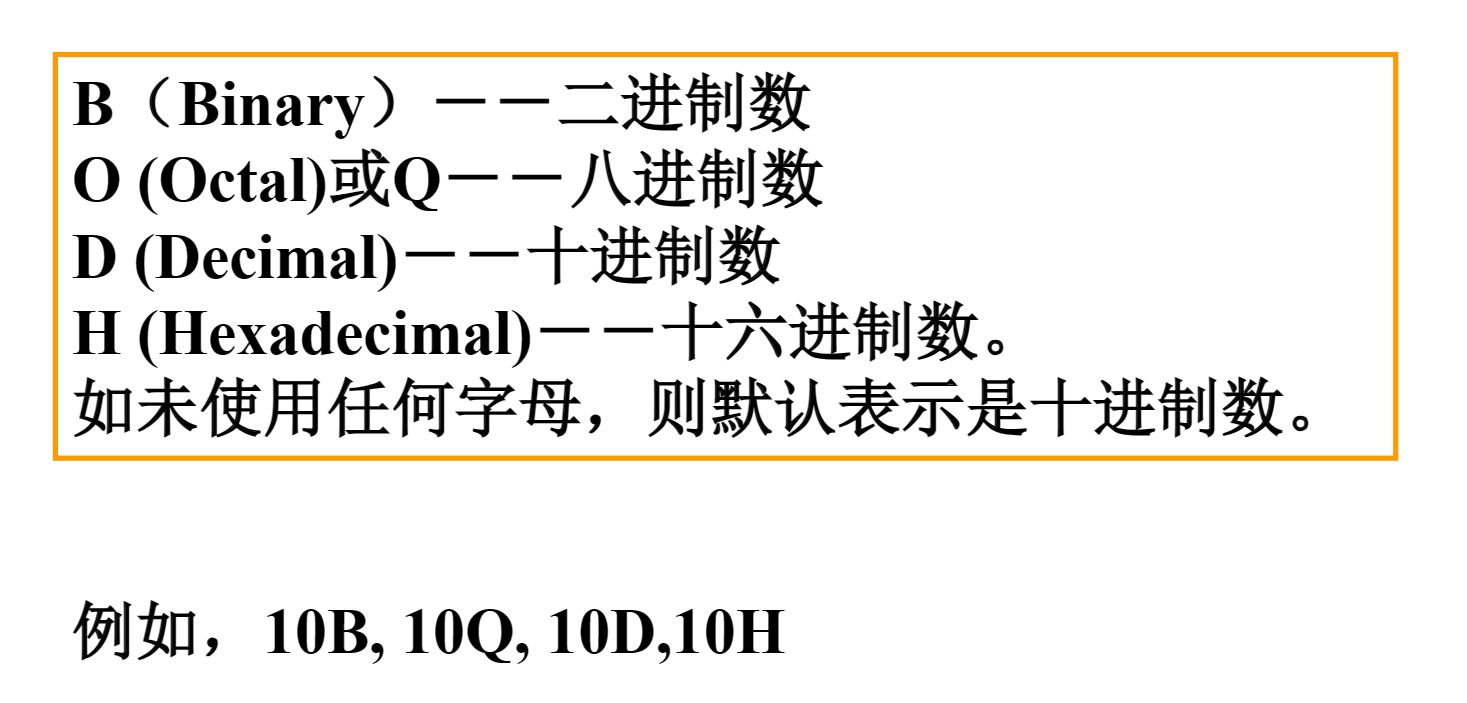 B（Binary）－－二进制数
O (Octal)或Q－－八进制数
D (Decimal)－－十进制数
H (Hexadecimal)－－十六进制数。
如未使用任何字母，则默认表示是十进制数。
例如，10B, 10Q, 10D,10H